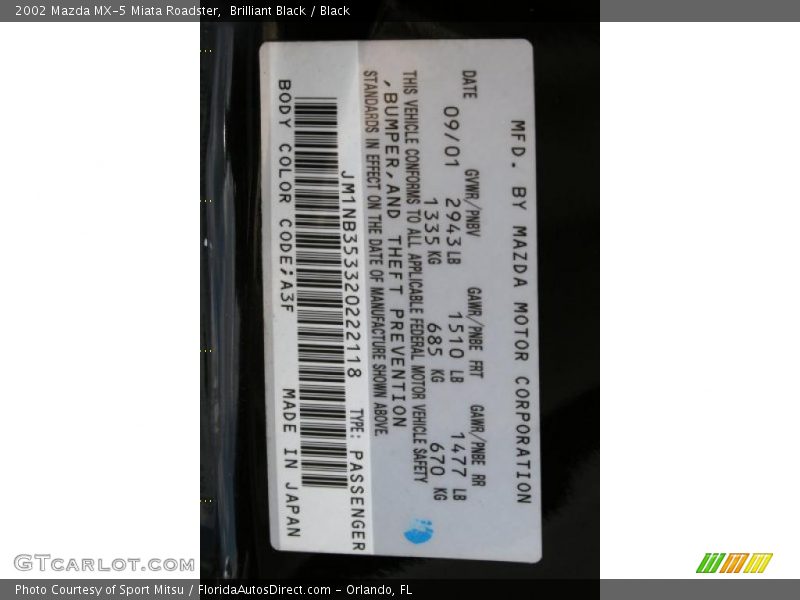 2002 Mazda MX-5 Miata Roadster,  Brilliant Black / Black
MFD. BY MAZDA MOTOR CORPORATION
DATE GVWR/PNBV GAWR/PNBE FRT GAWR/PNBE RR
09/01 2943 LB 1510 LB 1477 LB
1335 KG 685 KG 670 KG
THIS VEHICLE CONFORMS TO ALL APPLICABLE FEDERAL MOTOR VEHICLE SAFETY
, BUMPER, AND THEFT PREVENTION
STANDARDS IN EFFECT ON THE DATE OF MANUFACTURE SHOWN ABOVE.
JM1NB353320222118 TYPE: PASSENGER
BODY COLOR CODE;A3F MADE IN JAPAN
GTcarlot.com
Photo Courtesy of Sport Mitsu / FloridaAutosDirect.com - Orlando, FL